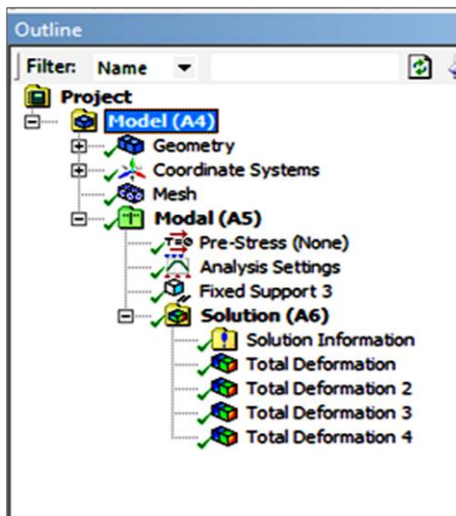 Outline
Filter: Name
Project
Model (A4)
Geometry
Coordinate Systems
Mesh
Modal (A5)
T=0 Pre-Stress (None)
Analysis Settings
Fixed Support 3
Solution (A6)
Solution Information
Total Deformation
Total Deformation 2
Total Deformation 3
Total Deformation 4